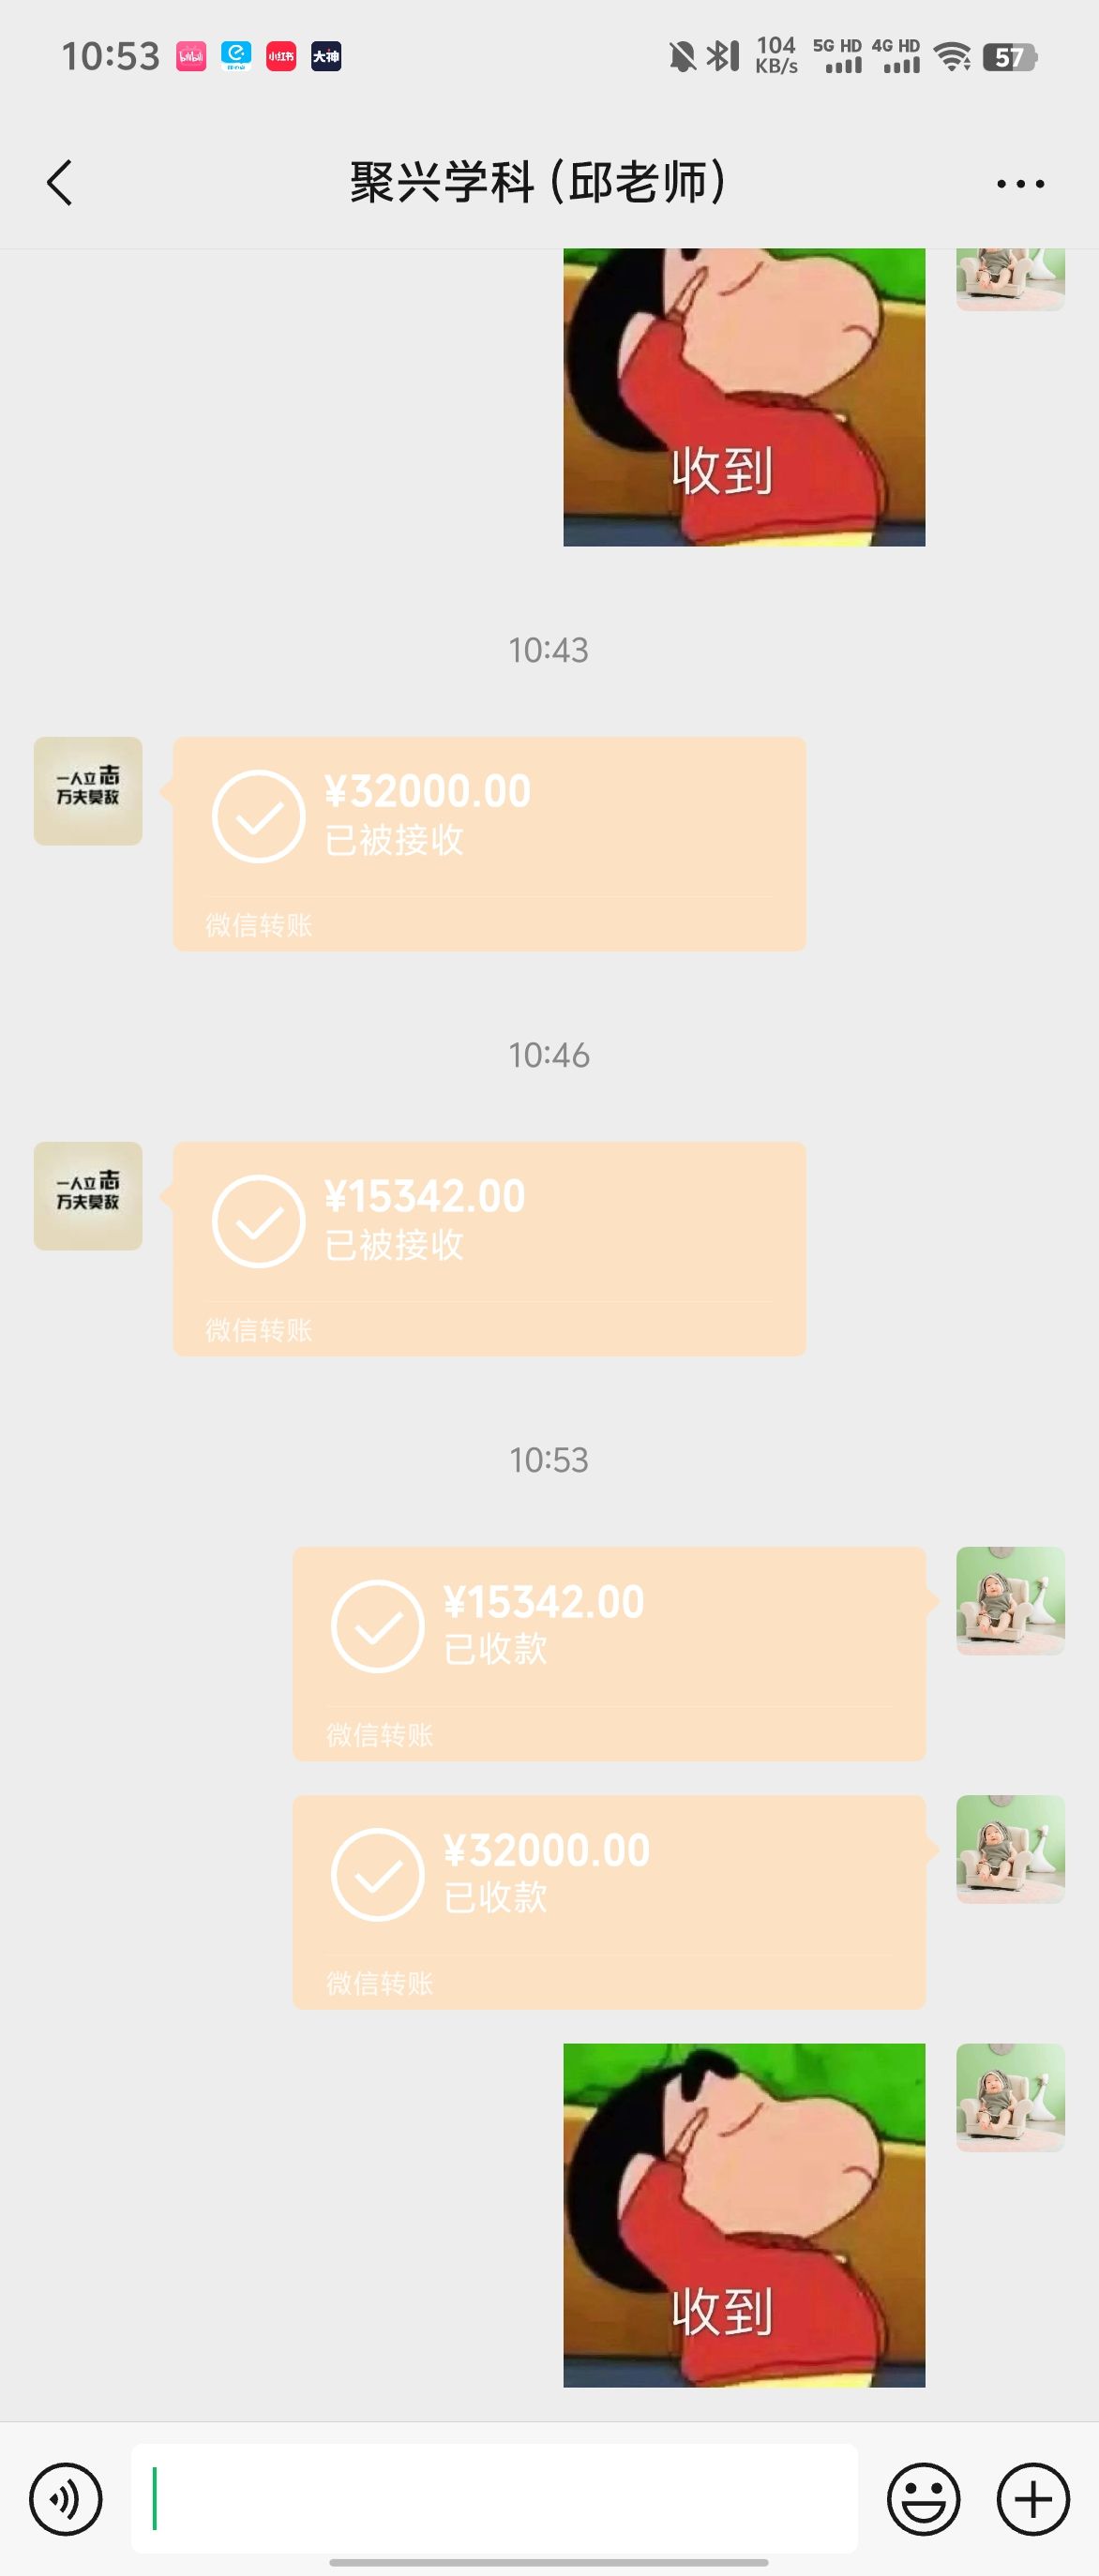 10:53
bilibili
小红书
大神
104
KB/s
5G HD
4G HD
57
聚兴学科 (邱老师)
收到
10:43
一人立志
万夫莫敌
¥32000.00
已被接收
微信转账
10:46
一人立志
万夫莫敌
¥15342.00
已被接收
微信转账
10:53
¥15342.00
已收款
微信转账
¥32000.00
已收款
微信转账
收到